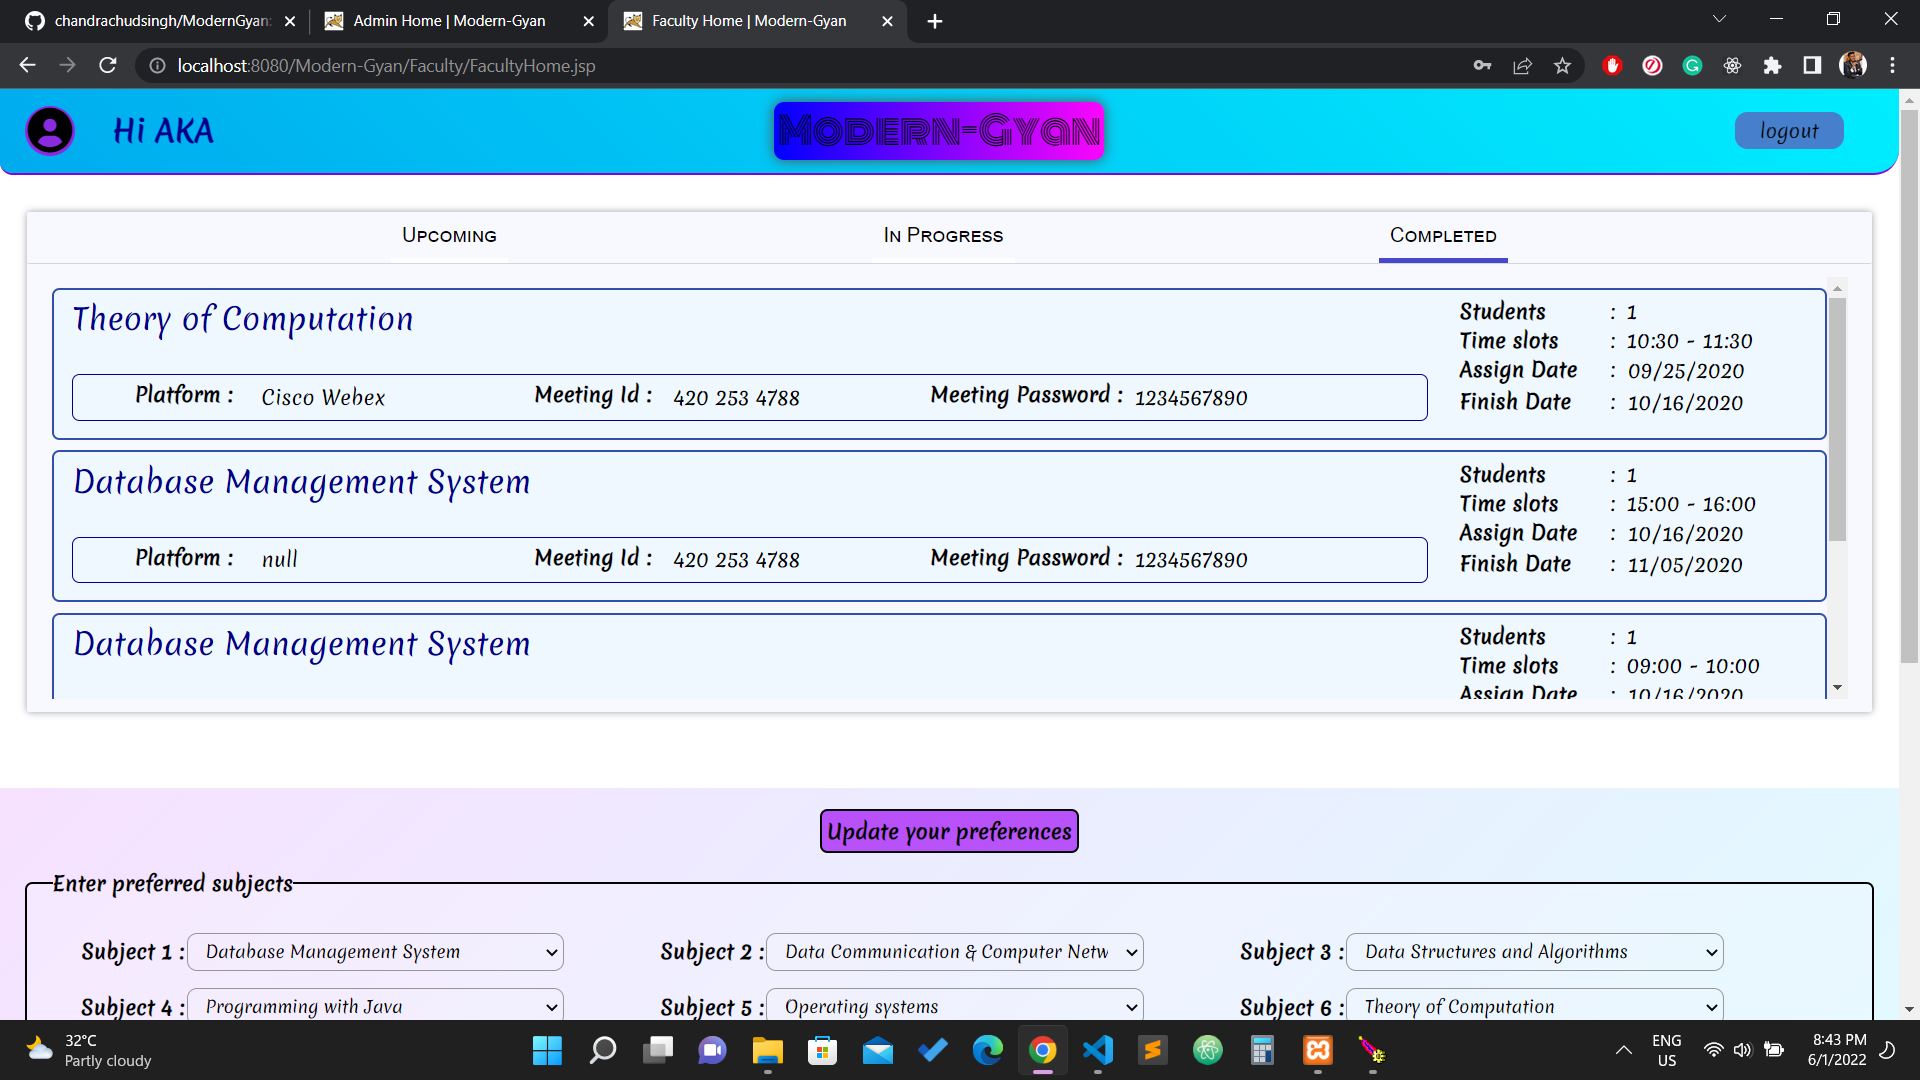 chandrachudsingh/ModernGyan:
Admin Home | Modern-Gyan
Faculty Home | Modern-Gyan
localhost:8080/Modern-Gyan/Faculty/FacultyHome.jsp
Hi AKA
Modern-Gyan
logout
Upcoming
In Progress
Completed
Theory of Computation
Platform : Cisco Webex Meeting Id : 420 253 4788 Meeting Password : 1234567890
Students : 1
Time slots : 10:30 - 11:30
Assign Date : 09/25/2020
Finish Date : 10/16/2020
Database Management System
Platform : null Meeting Id : 420 253 4788 Meeting Password : 1234567890
Students : 1
Time slots : 15:00 - 16:00
Assign Date : 10/16/2020
Finish Date : 11/05/2020
Database Management System
Students : 1
Time slots : 09:00 - 10:00
Assign Date : 10/16/2020
Update your preferences
Enter preferred subjects
Subject 1 : Database Management System
Subject 2 : Data Communication & Computer Netw
Subject 3 : Data Structures and Algorithms
Subject 4 : Programming with Java
Subject 5 : Operating systems
Subject 6 : Theory of Computation
32°C
Partly cloudy
ENG
US
8:43 PM
6/1/2022